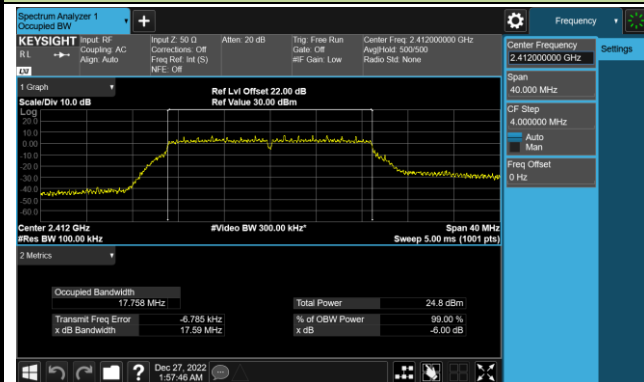 Spectrum Analyzer 1
Occupied BW
+
Frequency
KEYSIGHT
RL
Input: RF
Coupling: AC
Align: Auto
Input Z: 50 Ω
Corrections: Off
Freq Ref: Int (S)
NFE: Off
Atten: 20 dB
Trig: Free Run
Gate: Off
#IF Gain: Low
Center Freq: 2.412000000 GHz
Avg|Hold: 500/500
Radio Std: None
Center Frequency
2.412000000 GHz
Settings
Span
40.000 MHz
CF Step
4.000000 MHz
Auto
Man
Freq Offset
0 Hz
1 Graph
Scale/Div 10.0 dB
Ref Lvl Offset 22.00 dB
Ref Value 30.00 dBm
Log
20.0
10.0
0.00
-10.0
-20.0
-30.0
-40.0
-50.0
-60.0
Center 2.412 GHz
#Res BW 100.00 kHz
#Video BW 300.00 kHz*
Span 40 MHz
Sweep 5.00 ms (1001 pts)
2 Metrics
Occupied Bandwidth
17.758 MHz
Total Power 24.8 dBm
Transmit Freq Error -6.785 kHz
% of OBW Power 99.00 %
x dB Bandwidth 17.59 MHz
x dB -6.00 dB
?
Dec 27, 2022
1:57:46 AM